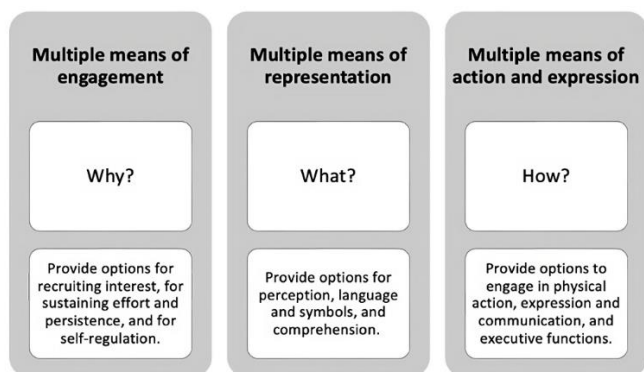 Multiple means of
engagement
Why?
Provide options for
recruiting interest, for
sustaining effort and
persistence, and for
self-regulation.
Multiple means of
representation
What?
Provide options for
perception, language
and symbols, and
comprehension.
Multiple means of
action and expression
How?
Provide options to
engage in physical
action, expression and
communication, and
executive functions.